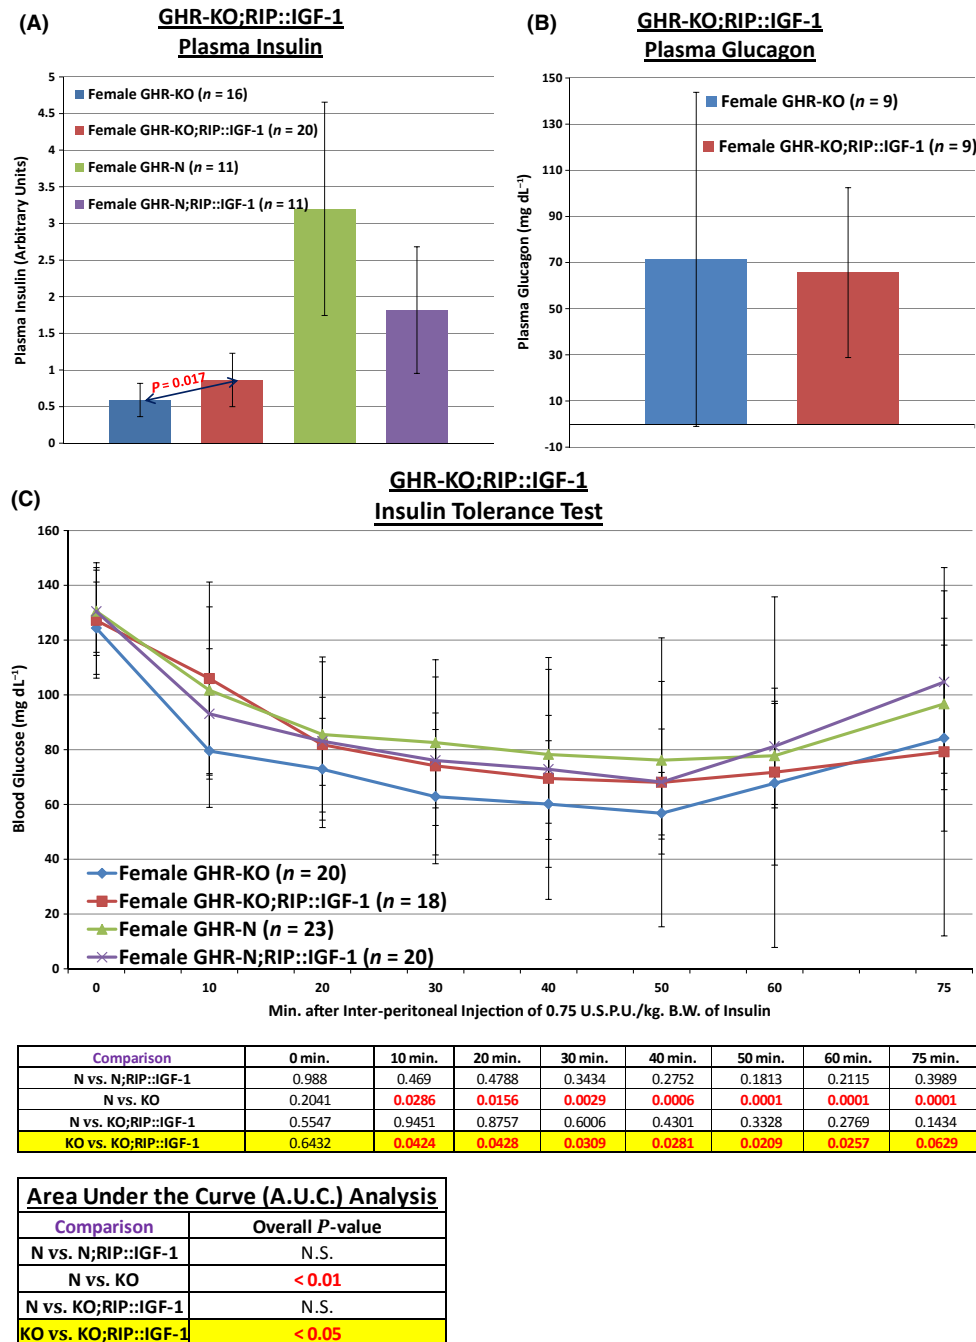 (A)
GHR-KO;RIP::IGF-1
Plasma Insulin
Plasma Insulin (Arbitrary Units)
5
4.5
4
3.5
3
2.5
2
1.5
1
0.5
0
Female GHR-KO (n = 16)
Female GHR-KO;RIP::IGF-1 (n = 20)
Female GHR-N (n = 11)
Female GHR-N;RIP::IGF-1 (n = 11)
P = 0.017
(B)
GHR-KO;RIP::IGF-1
Plasma Glucagon
Plasma Glucagon (mg dL⁻¹)
150
130
110
90
70
50
30
10
-10
Female GHR-KO (n = 9)
Female GHR-KO;RIP::IGF-1 (n = 9)
(C)
GHR-KO;RIP::IGF-1
Insulin Tolerance Test
Blood Glucose (mg dL⁻¹)
160
140
120
100
80
60
40
20
0
Female GHR-KO (n = 20)
Female GHR-KO;RIP::IGF-1 (n = 18)
Female GHR-N (n = 23)
Female GHR-N;RIP::IGF-1 (n = 20)
0 10 20 30 40 50 60 75
Min. after Inter-peritoneal Injection of 0.75 U.S.P.U./kg. B.W. of Insulin
Comparison 0 min. 10 min. 20 min. 30 min. 40 min. 50 min. 60 min. 75 min.
N vs. N;RIP::IGF-1 0.988 0.469 0.4788 0.3434 0.2752 0.1813 0.2115 0.3989
N vs. KO 0.2041 0.0286 0.0156 0.0029 0.0006 0.0001 0.0001 0.0001
N vs. KO;RIP::IGF-1 0.5547 0.9451 0.8757 0.6006 0.4301 0.3328 0.2769 0.1434
KO vs. KO;RIP::IGF-1 0.6432 0.0424 0.0428 0.0309 0.0281 0.0209 0.0257 0.0629
Area Under the Curve (A.U.C.) Analysis
Comparison Overall P-value
N vs. N;RIP::IGF-1 N.S.
N vs. KO < 0.01
N vs. KO;RIP::IGF-1 N.S.
KO vs. KO;RIP::IGF-1 < 0.05